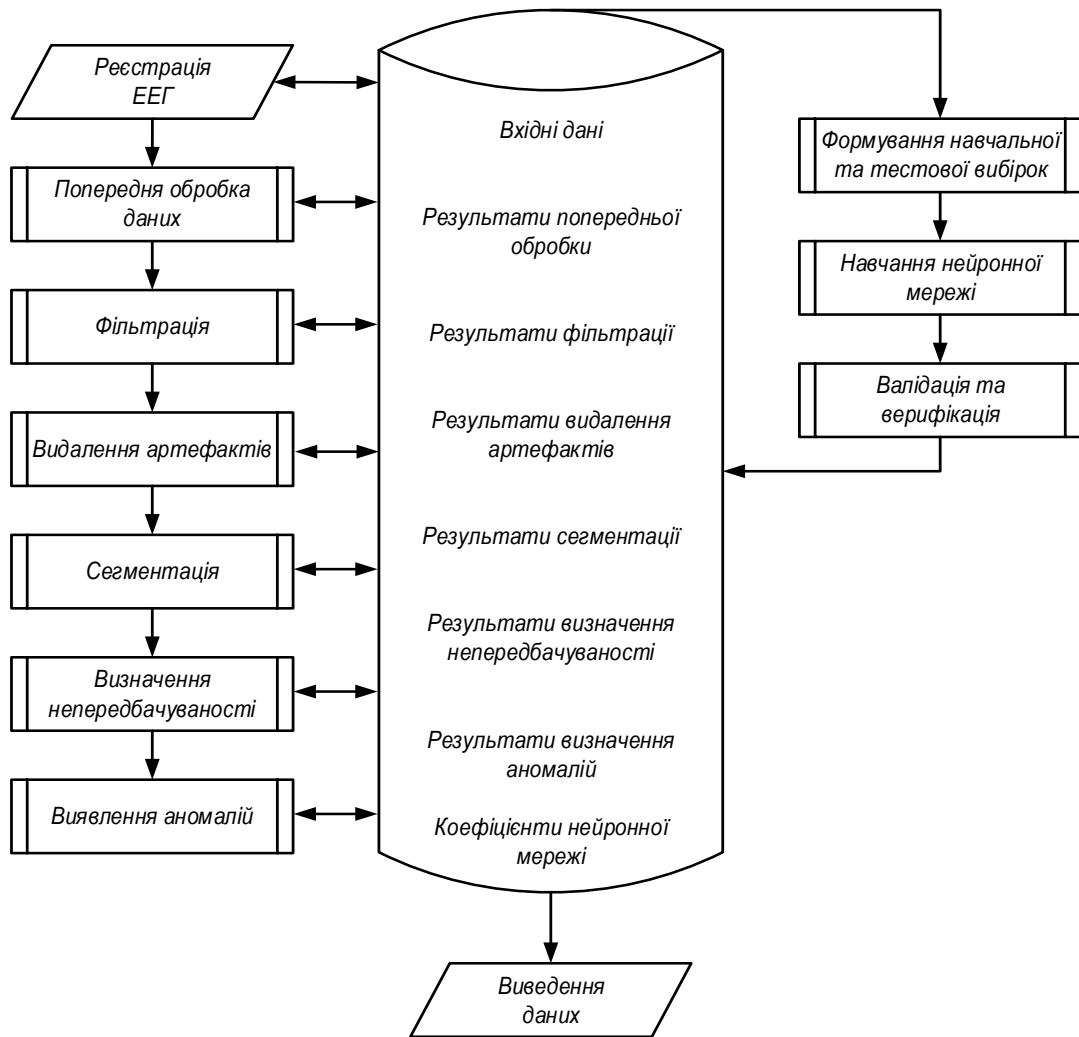 Реєстрація
ЕЕГ
Попередня обробка
даних
Фільтрація
Видалення артефактів
Сегментація
Визначення
непередбачуваності
Виявлення аномалій
Вхідні дані
Результати попередньої
обробки
Результати фільтрації
Результати видалення
артефактів
Результати сегментації
Результати визначення
непередбачуваності
Результати визначення
аномалій
Коефіцієнти нейронної
мережі
Формування навчальної
та тестової вибірок
Навчання нейронної
мережі
Валідація та
верифікація
Виведення
даних